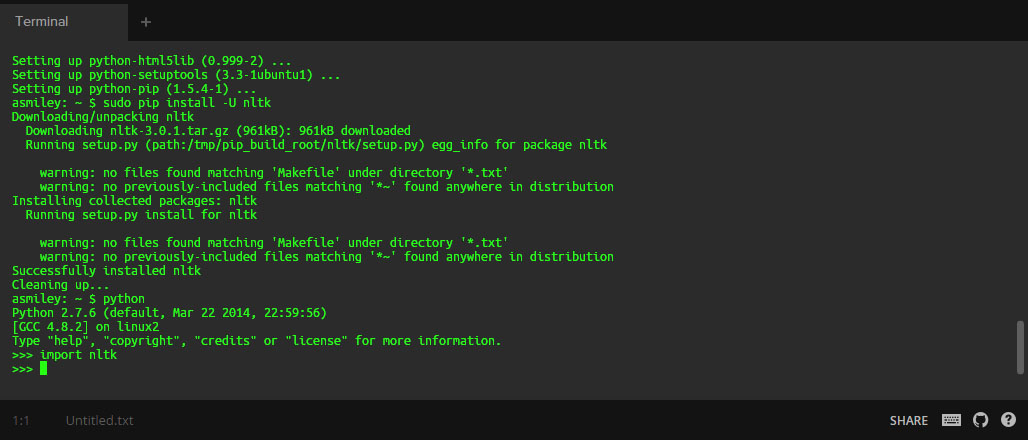 Terminal +
Setting up python-html5lib (0.999-2) ...
Setting up python-setuptools (3.3-1ubuntu1) ...
Setting up python-pip (1.5.4-1) ...
asmiley: ~ $ sudo pip install -U nltk
Downloading/unpacking nltk
  Downloading nltk-3.0.1.tar.gz (961kB): 961kB downloaded
  Running setup.py (path:/tmp/pip_build_root/nltk/setup.py) egg_info for package nltk
    warning: no files found matching 'Makefile' under directory '*.txt'
    warning: no previously-included files matching '*~' found anywhere in distribution
Installing collected packages: nltk
  Running setup.py install for nltk
    warning: no files found matching 'Makefile' under directory '*.txt'
    warning: no previously-included files matching '*~' found anywhere in distribution
Successfully installed nltk
Cleaning up...
asmiley: ~ $ python
Python 2.7.6 (default, Mar 22 2014, 22:59:56)
[GCC 4.8.2] on linux2
Type "help", "copyright", "credits" or "license" for more information.
>>> import nltk
>>>
1:1 Untitled.txt SHARE ?